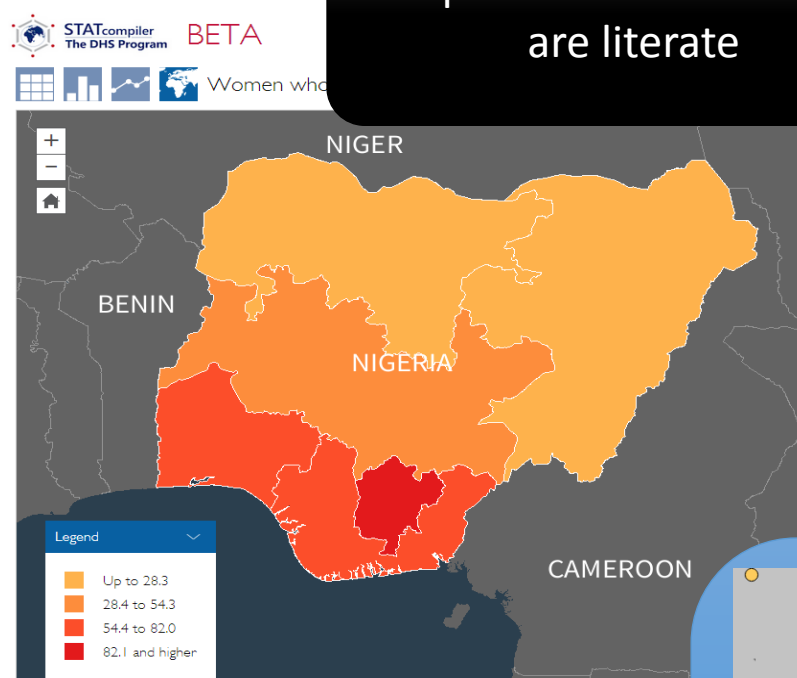 STATcompiler
The DHS Program
BETA
are literate
Women who
NIGER
BENIN
NIGERIA
CAMEROON
Legend
Up to 28.3
28.4 to 54.3
54.4 to 82.0
82.1 and higher